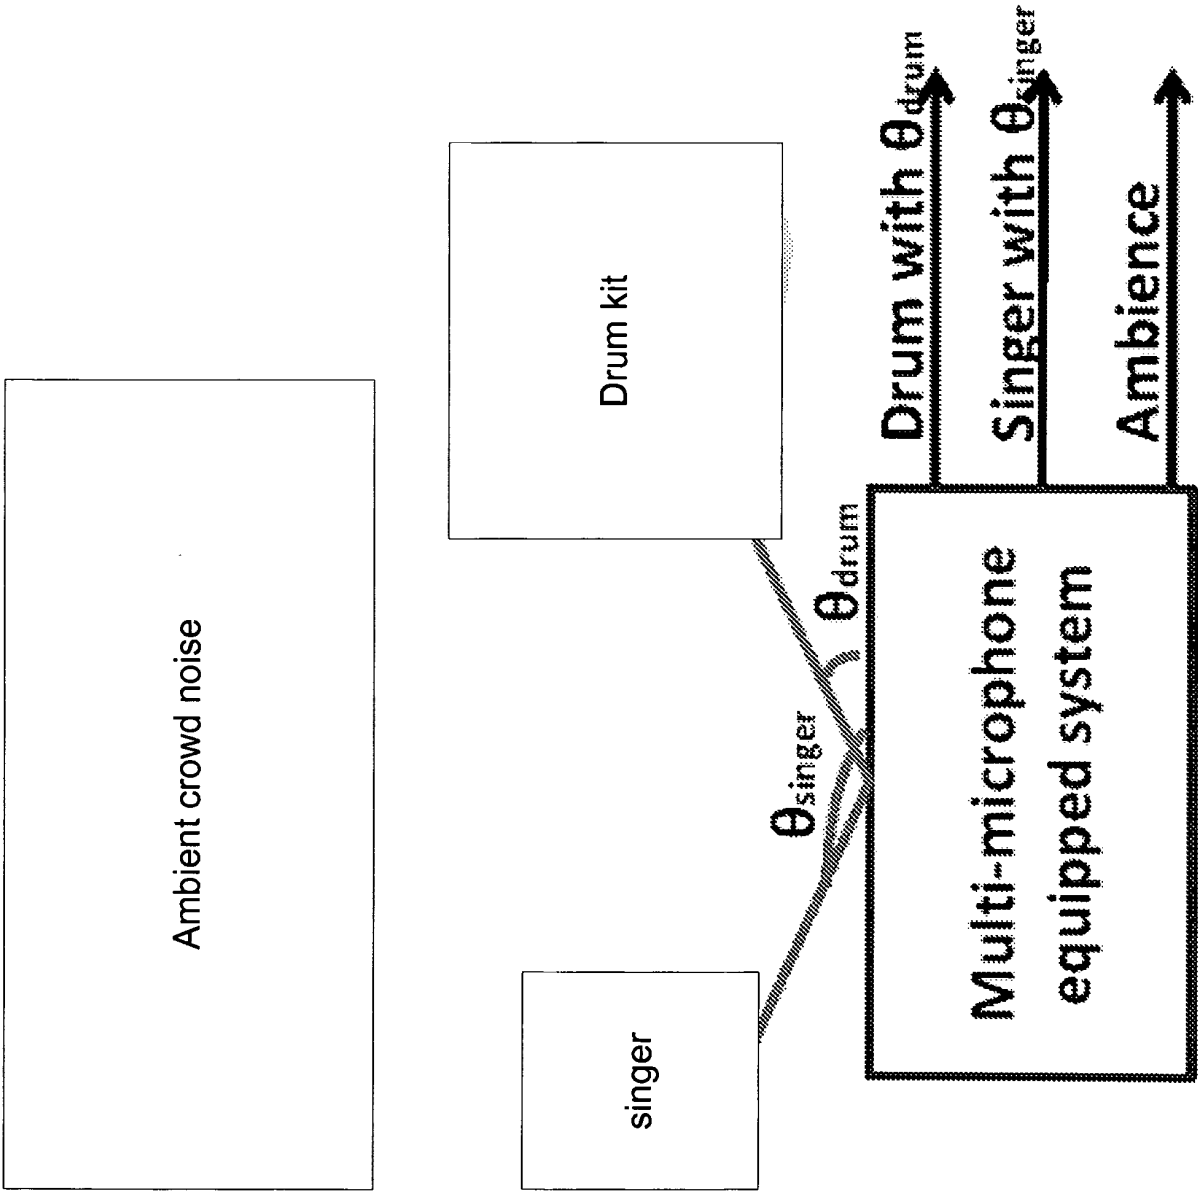 Ambient crowd noise
singer
Drum kit
θsinger
θdrum
Multi-microphone
equipped system
Drum with θdrum
Singer with θsinger
Ambience